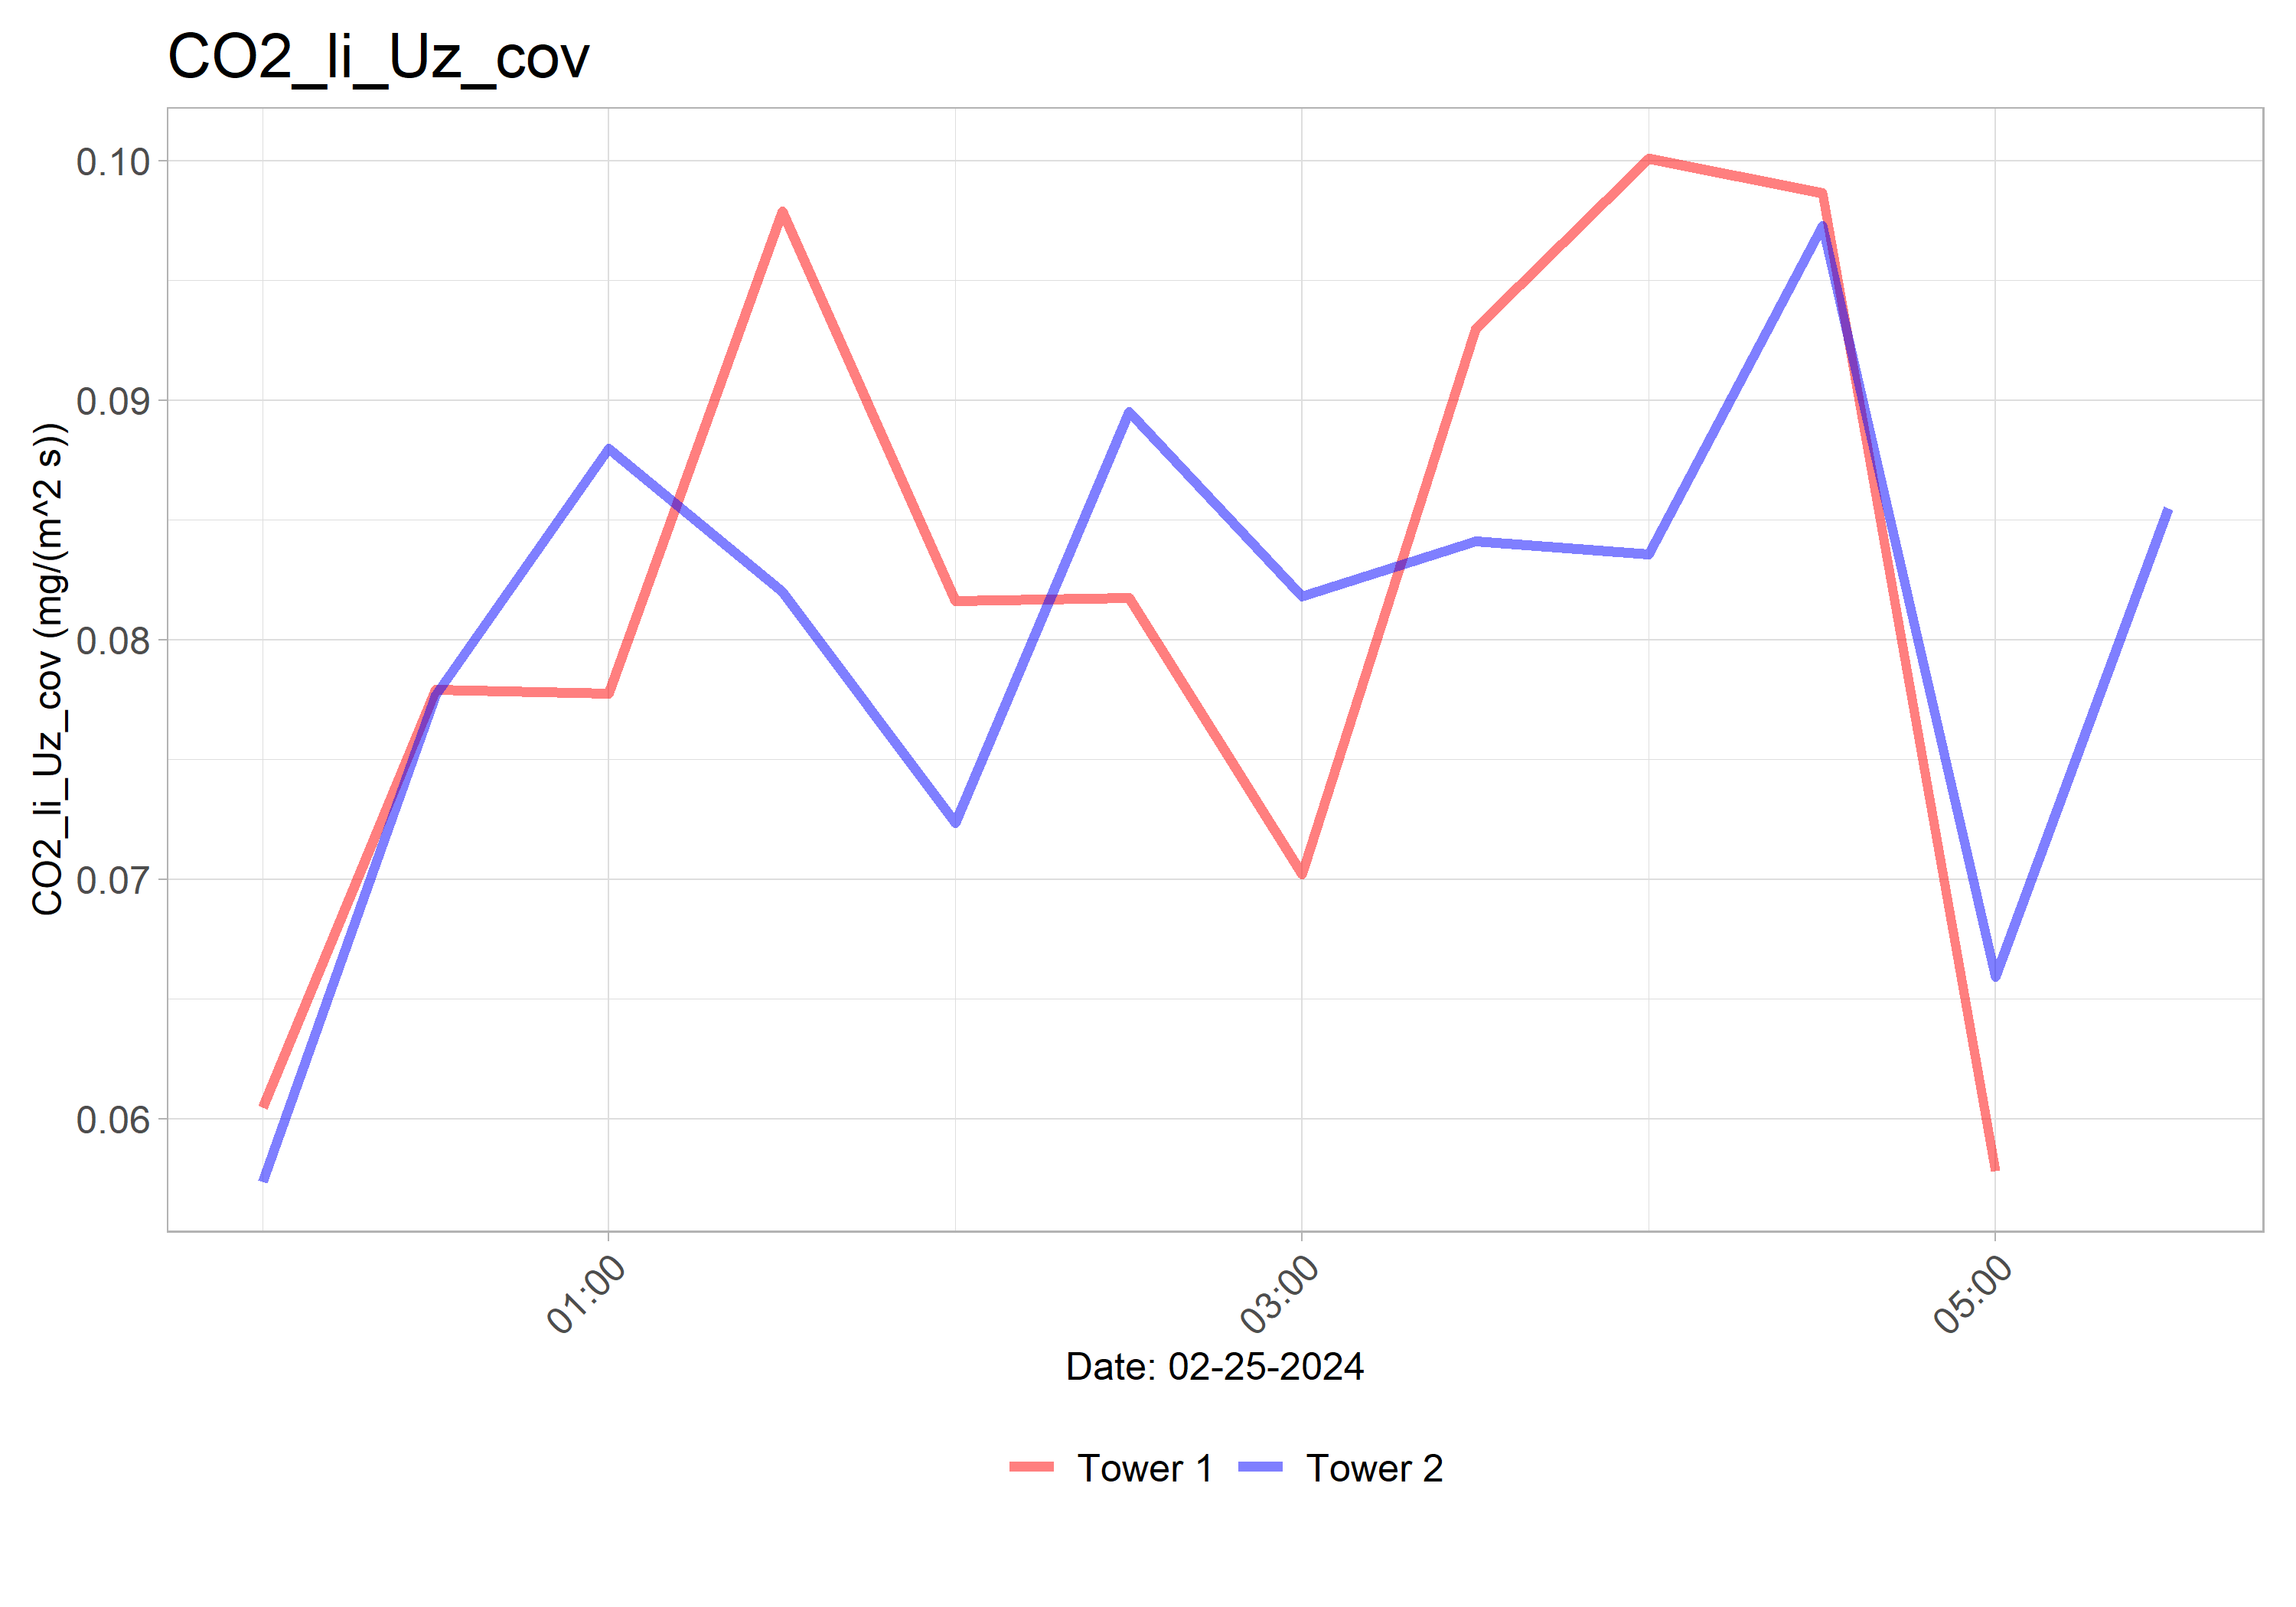 CO2_li_Uz_cov
CO2_li_Uz_cov (mg/(m^2 s))
0.10
0.09
0.08
0.07
0.06
01:00
03:00
05:00
Date: 02-25-2024
Tower 1
Tower 2